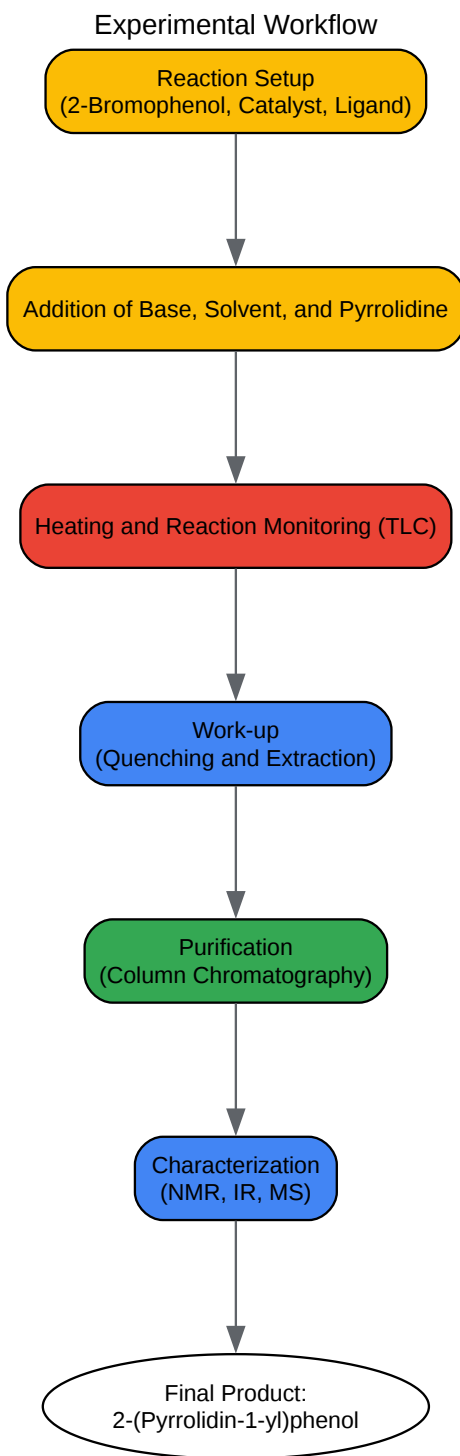 Experimental Workflow
Reaction Setup
(2-Bromophenol, Catalyst, Ligand)
Addition of Base, Solvent, and Pyrrolidine
Heating and Reaction Monitoring (TLC)
Work-up
(Quenching and Extraction)
Purification
(Column Chromatography)
Characterization
(NMR, IR, MS)
Final Product:
2-(Pyrrolidin-1-yl)phenol